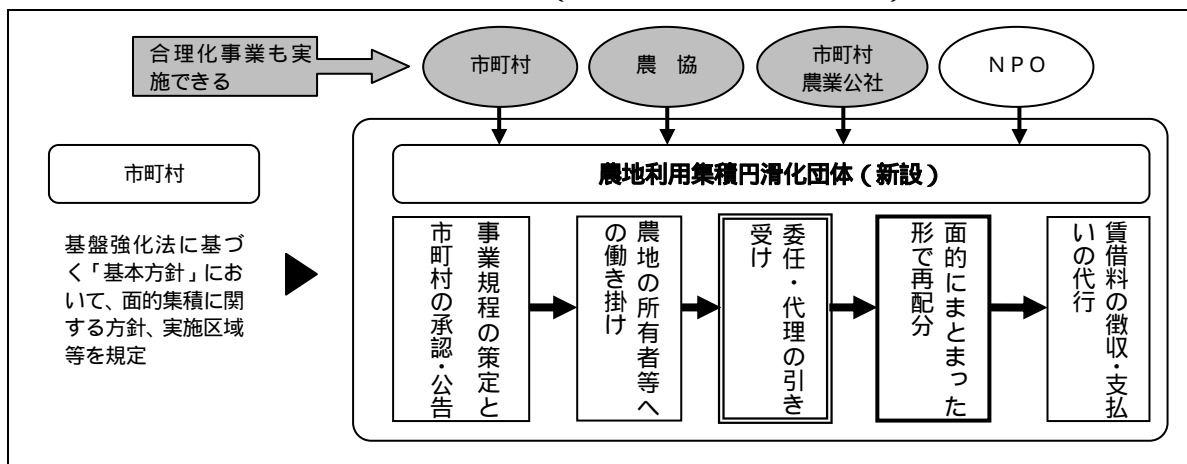 合理化事業も実
施できる
市町村
農　協
市町村
農業公社
ＮＰＯ
市町村
農地利用集積円滑化団体（新設）
基盤強化法に基づ
く「基本方針」にお
いて、面的集積に関
する方針、実施区域
等を規定
事業規程の策定と
市町村の承認・公告
農地の所有者等へ
の働き掛け
委任・代理の引き
受け
面的にまとまった
形で再配分
賃借料の徴収・支払
いの代行